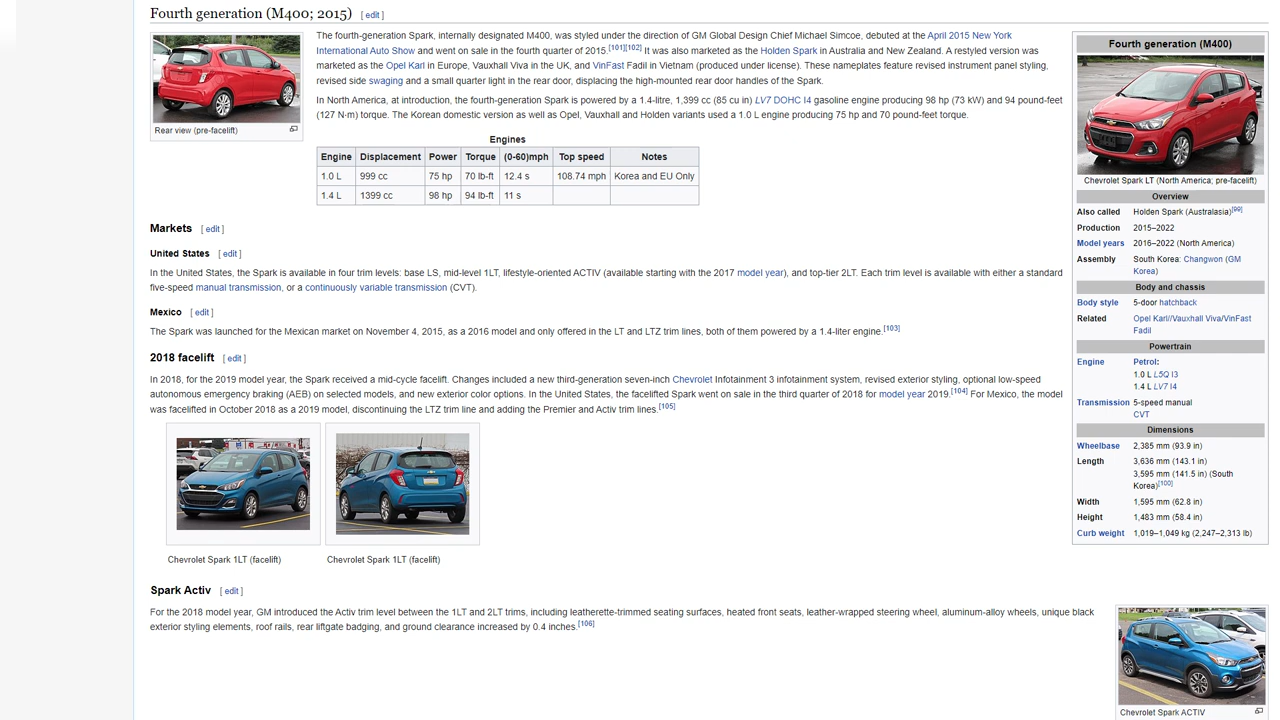 Fourth generation (M400; 2015) [ edit ]
Rear view (pre-facelift)
The fourth-generation Spark, internally designated M400, was styled under the direction of GM Global Design Chief Michael Simcoe, debuted at the April 2015 New York
International Auto Show and went on sale in the fourth quarter of 2015.[101][102] It was also marketed as the Holden Spark in Australia and New Zealand. A restyled version was
marketed as the Opel Karl in Europe, Vauxhall Viva in the UK, and VinFast Fadil in Vietnam (produced under license). These nameplates feature revised instrument panel styling,
revised side swaging and a small quarter light in the rear door, displacing the high-mounted rear door handles of the Spark.
In North America, at introduction, the fourth-generation Spark is powered by a 1.4-litre, 1,399 cc (85 cu in) LV7 DOHC I4 gasoline engine producing 98 hp (73 kW) and 94 pound-feet
(127 N·m) torque. The Korean domestic version as well as Opel, Vauxhall and Holden variants used a 1.0 L engine producing 75 hp and 70 pound-feet torque.
Engines
Engine Displacement Power Torque (0-60)mph Top speed Notes
1.0 L 999 cc 75 hp 70 lb-ft 12.4 s 108.74 mph Korea and EU Only
1.4 L 1399 cc 98 hp 94 lb-ft 11 s
Markets [ edit ]
United States [ edit ]
In the United States, the Spark is available in four trim levels: base LS, mid-level 1LT, lifestyle-oriented ACTIV (available starting with the 2017 model year), and top-tier 2LT. Each trim level is available with either a standard
five-speed manual transmission, or a continuously variable transmission (CVT).
Mexico [ edit ]
The Spark was launched for the Mexican market on November 4, 2015, as a 2016 model and only offered in the LT and LTZ trim lines, both of them powered by a 1.4-liter engine.[103]
2018 facelift [ edit ]
In 2018, for the 2019 model year, the Spark received a mid-cycle facelift. Changes included a new third-generation seven-inch Chevrolet Infotainment 3 infotainment system, revised exterior styling, optional low-speed
autonomous emergency braking (AEB) on selected models, and new exterior color options. In the United States, the facelifted Spark went on sale in the third quarter of 2018 for model year 2019.[104] For Mexico, the model
was facelifted in October 2018 as a 2019 model, discontinuing the LTZ trim line and adding the Premier and Activ trim lines.[105]
Chevrolet Spark 1LT (facelift)
Chevrolet Spark 1LT (facelift)
Spark Activ [ edit ]
For the 2018 model year, GM introduced the Activ trim level between the 1LT and 2LT trims, including leatherette-trimmed seating surfaces, heated front seats, leather-wrapped steering wheel, aluminum-alloy wheels, unique black
exterior styling elements, roof rails, rear liftgate badging, and ground clearance increased by 0.4 inches.[106]
Fourth generation (M400)
Chevrolet Spark LT (North America; pre-facelift)
Overview
Also called Holden Spark (Australasia)[99]
Production 2015–2022
Model years 2016–2022 (North America)
Assembly South Korea: Changwon (GM
Korea)
Body and chassis
Body style 5-door hatchback
Related Opel Karl//Vauxhall Viva/VinFast
Fadil
Powertrain
Engine Petrol:
1.0 L L5Q I3
1.4 L LV7 I4
Transmission 5-speed manual
CVT
Dimensions
Wheelbase 2,385 mm (93.9 in)
Length 3,636 mm (143.1 in)
3,595 mm (141.5 in) (South
Korea)[100]
Width 1,595 mm (62.8 in)
Height 1,483 mm (58.4 in)
Curb weight 1,019–1,049 kg (2,247–2,313 lb)
Chevrolet Spark ACTIV